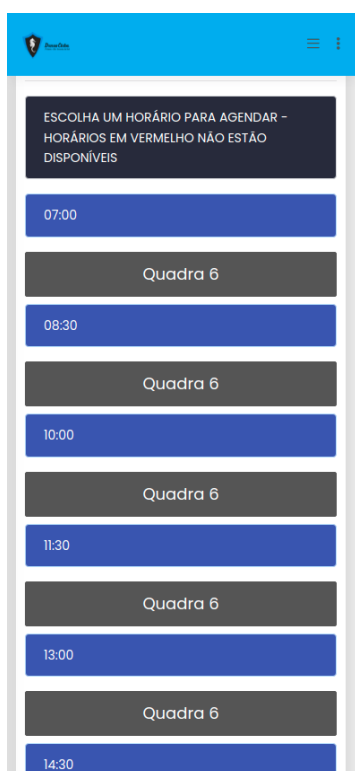 ESCOLHA UM HORÁRIO PARA AGENDAR -
HORÁRIOS EM VERMELHO NÃO ESTÃO
DISPONÍVEIS
07:00
Quadra 6
08:30
Quadra 6
10:00
Quadra 6
11:30
Quadra 6
13:00
Quadra 6
14:30